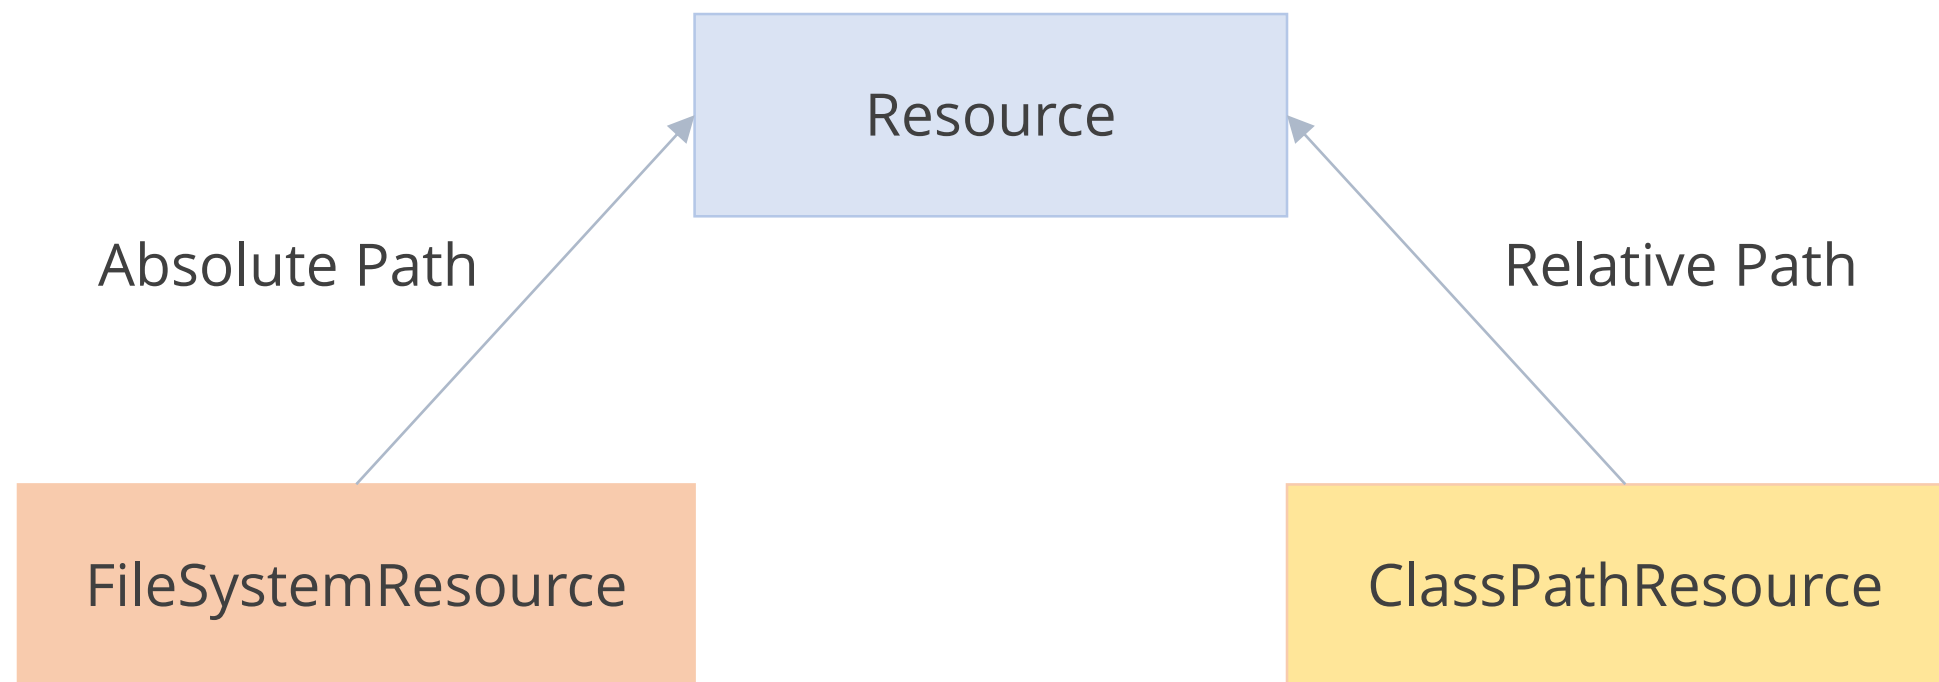 Resource
Absolute Path
Relative Path
FileSystemResource
ClassPathResource